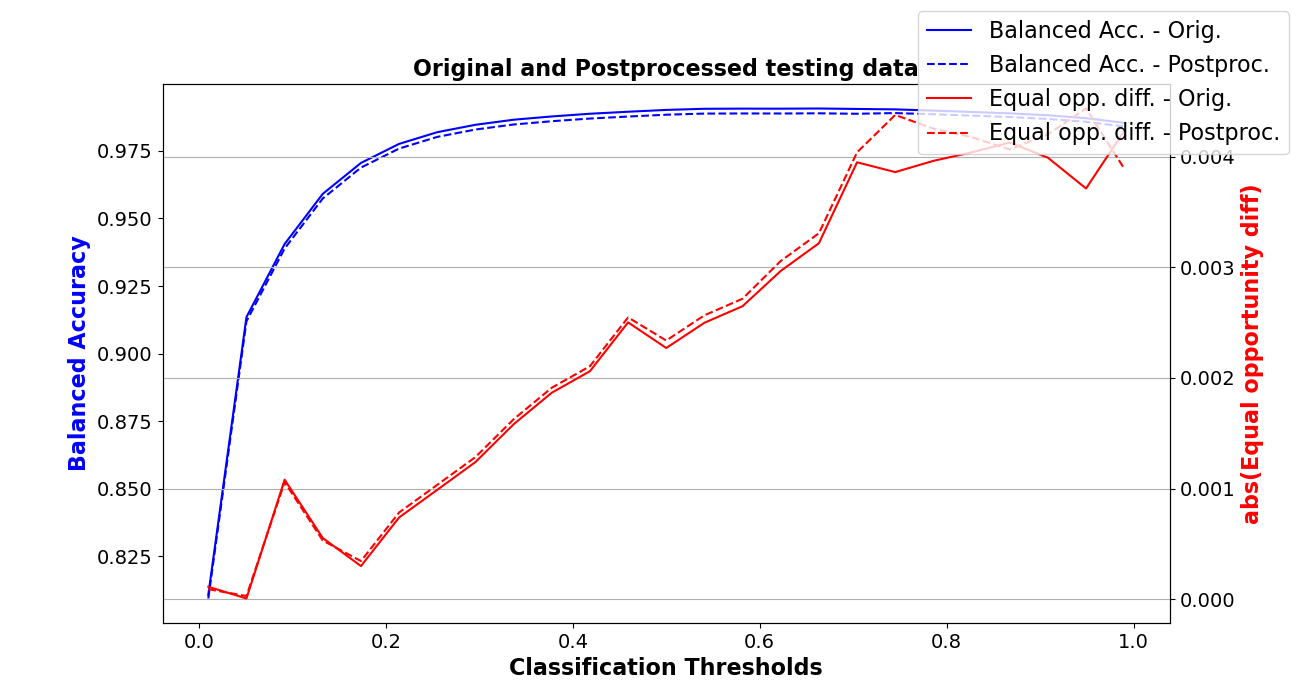 Balanced Acc. - Orig.
Balanced Acc. - Postproc.
Equal opp. diff. - Orig.
Equal opp. diff. - Postproc.
Original and Postprocessed testing data
0.975
0.950
0.925
0.900
0.875
0.850
0.825
Balanced Accuracy
0.004
0.003
0.002
0.001
0.000
abs(Equal opportunity diff)
0.0 0.2 0.4 0.6 0.8 1.0
Classification Thresholds